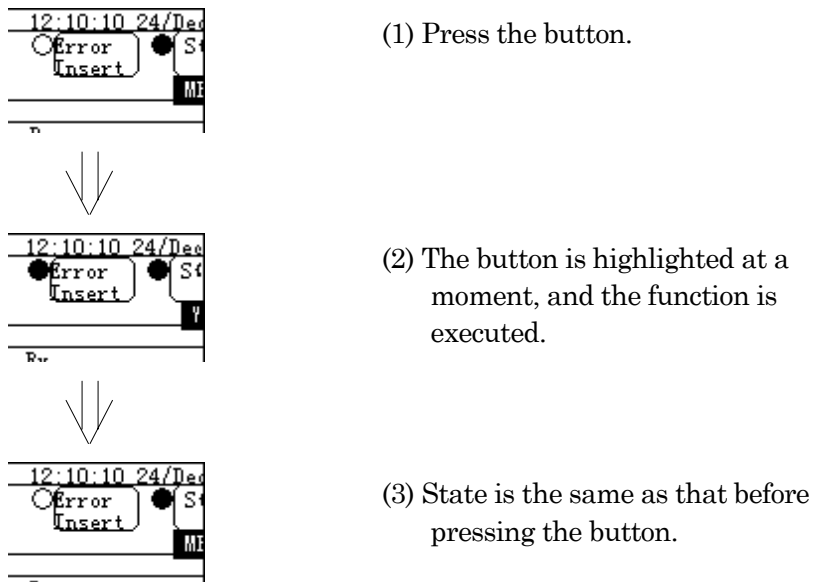 12:10:10 24/Dec
Error
Insert
(1) Press the button.
12:10:10 24/Dec
Error
Insert
(2) The button is highlighted at a
moment, and the function is
executed.
12:10:10 24/Dec
Error
Insert
(3) State is the same as that before
pressing the button.